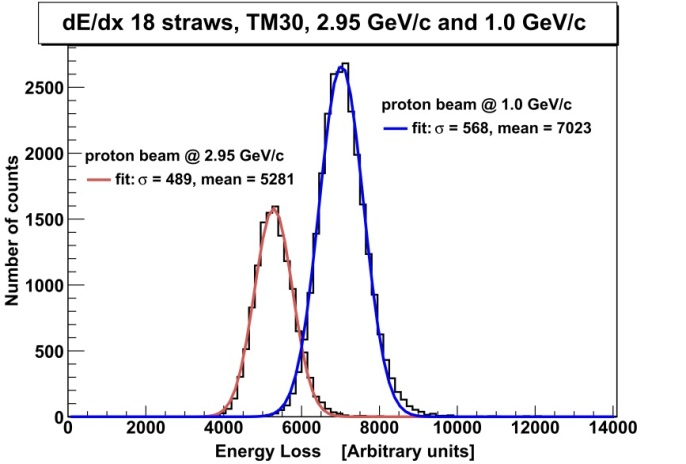 dE/dx 18 straws, TM30, 2.95 GeV/c and 1.0 GeV/c
proton beam @ 1.0 GeV/c
fit: σ = 568, mean = 7023
proton beam @ 2.95 GeV/c
fit: σ = 489, mean = 5281
Number of counts
2500
2000
1500
1000
500
0
0 2000 4000 6000 8000 10000 12000 14000
Energy Loss [Arbitrary units]